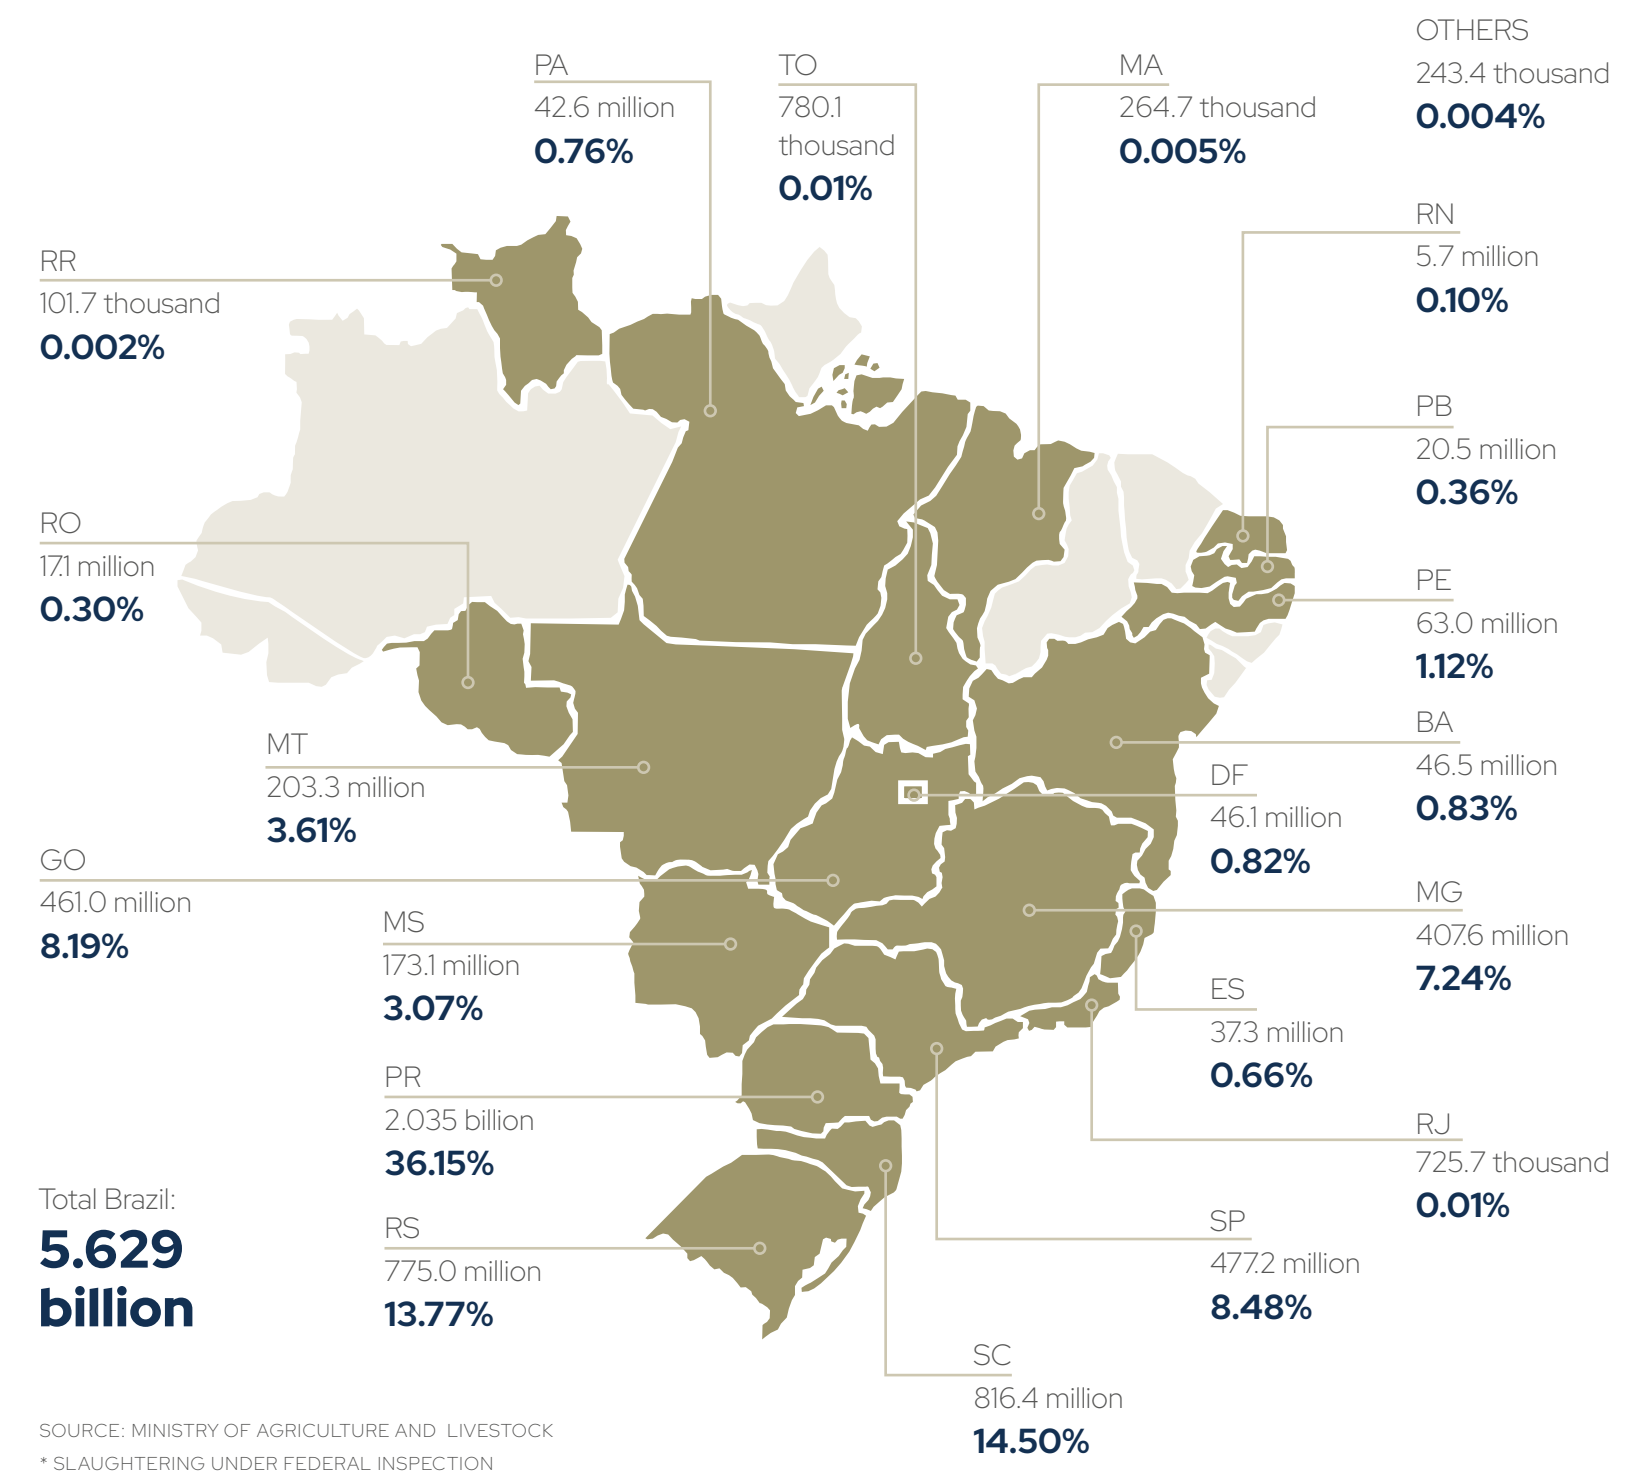 PA
42.6 million
0.76%
TO
780.1
thousand
0.01%
MA
264.7 thousand
0.005%
OTHERS
243.4 thousand
0.004%
RR
101.7 thousand
0.002%
RN
5.7 million
0.10%
PB
20.5 million
0.36%
RO
17.1 million
0.30%
PE
63.0 million
1.12%
BA
46.5 million
0.83%
MT
203.3 million
3.61%
DF
46.1 million
0.82%
GO
461.0 million
8.19%
MG
407.6 million
7.24%
MS
173.1 million
3.07%
ES
37.3 million
0.66%
PR
2.035 billion
36.15%
RJ
725.7 thousand
0.01%
Total Brazil:
5.629
billion
RS
775.0 million
13.77%
SP
477.2 million
8.48%
SC
816.4 million
14.50%
SOURCE: MINISTRY OF AGRICULTURE AND LIVESTOCK
* SLAUGHTERING UNDER FEDERAL INSPECTION